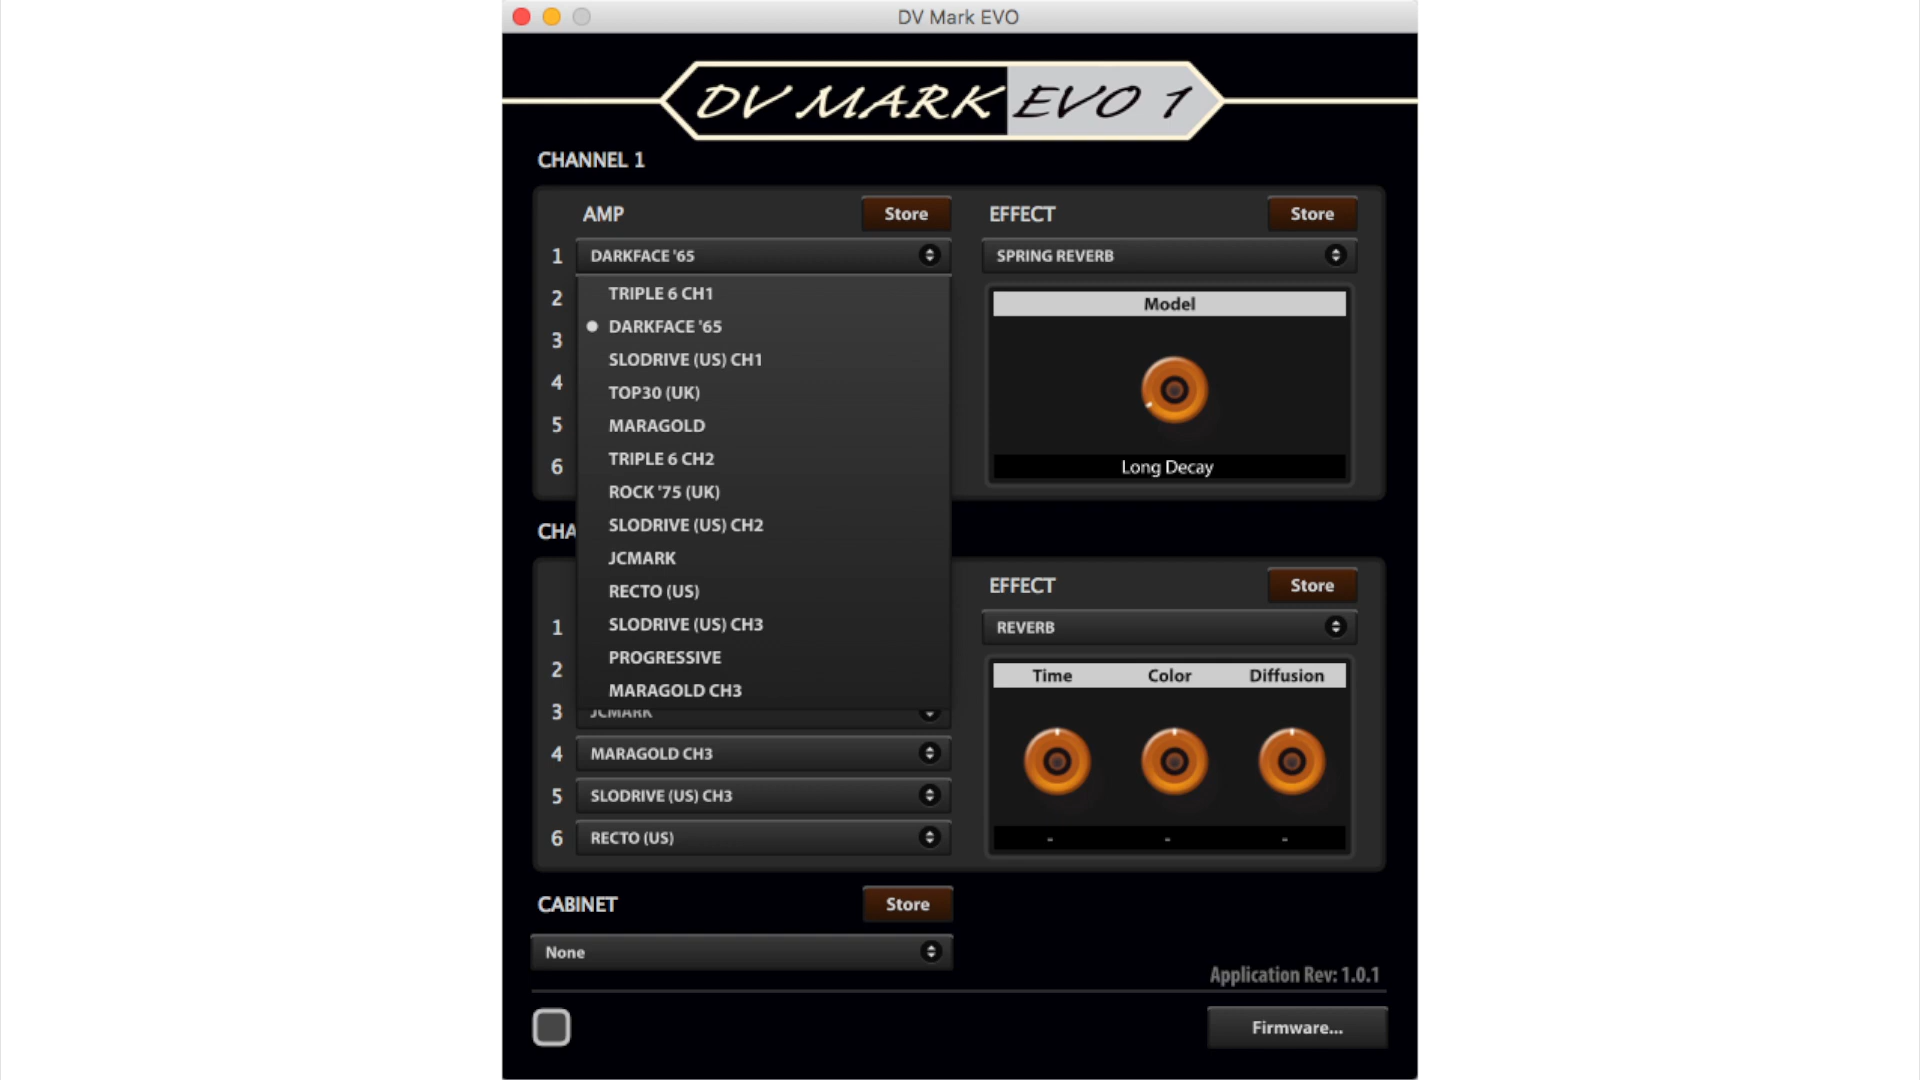 DV Mark EVO
DV MARK EVO 1
CHANNEL 1
AMP
Store
1 DARKFACE '65
2
3
4
5
6
TRIPLE 6 CH1
DARKFACE '65
SLODRIVE (US) CH1
TOP30 (UK)
MARAGOLD
TRIPLE 6 CH2
ROCK '75 (UK)
SLODRIVE (US) CH2
JCMARK
RECTO (US)
SLODRIVE (US) CH3
PROGRESSIVE
MARAGOLD CH3
EFFECT
Store
SPRING REVERB
Model
Long Decay
CHA
1
2
3 JCMARK
4 MARAGOLD CH3
5 SLODRIVE (US) CH3
6 RECTO (US)
EFFECT
Store
REVERB
Time Color Diffusion
- - -
CABINET
Store
None
Application Rev: 1.0.1
Firmware...